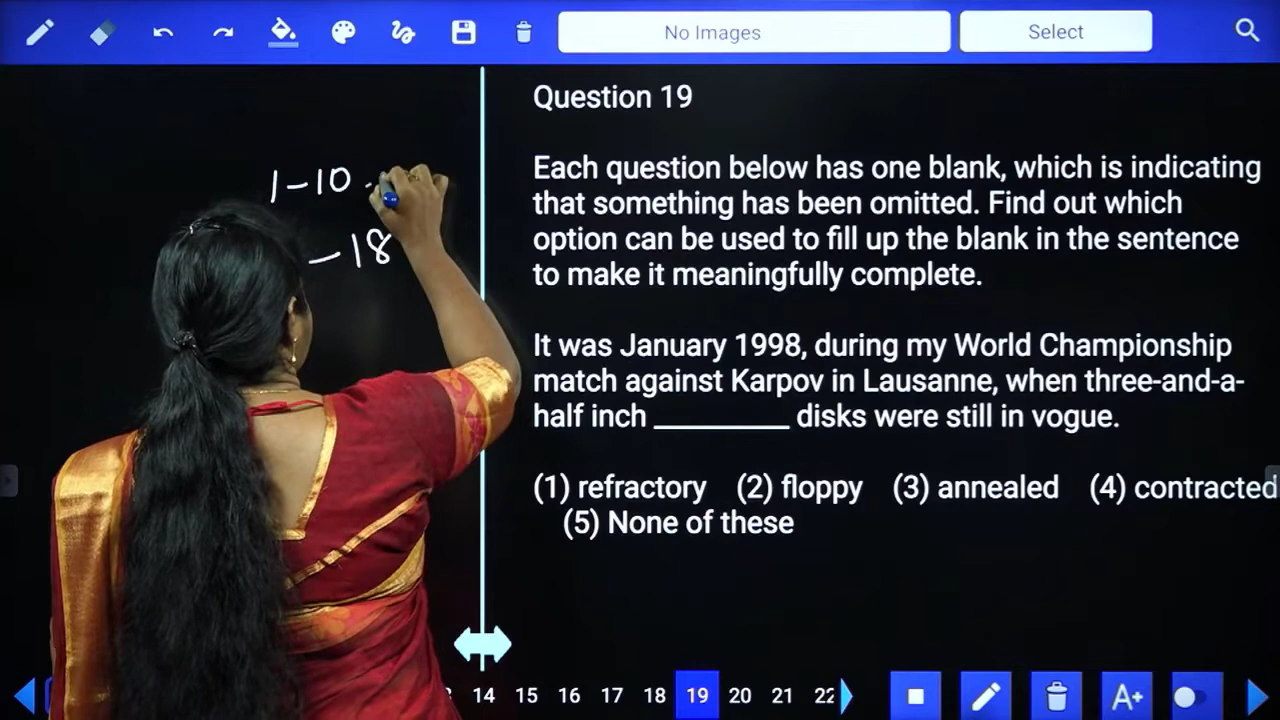 No Images
Select
Question 19
Each question below has one blank, which is indicating
that something has been omitted. Find out which
option can be used to fill up the blank in the sentence
to make it meaningfully complete.
It was January 1998, during my World Championship
match against Karpov in Lausanne, when three-and-a-
half inch _________ disks were still in vogue.
(1) refractory (2) floppy (3) annealed (4) contracted
(5) None of these
1-10
-18
14 15 16 17 18 19 20 21 22
A+